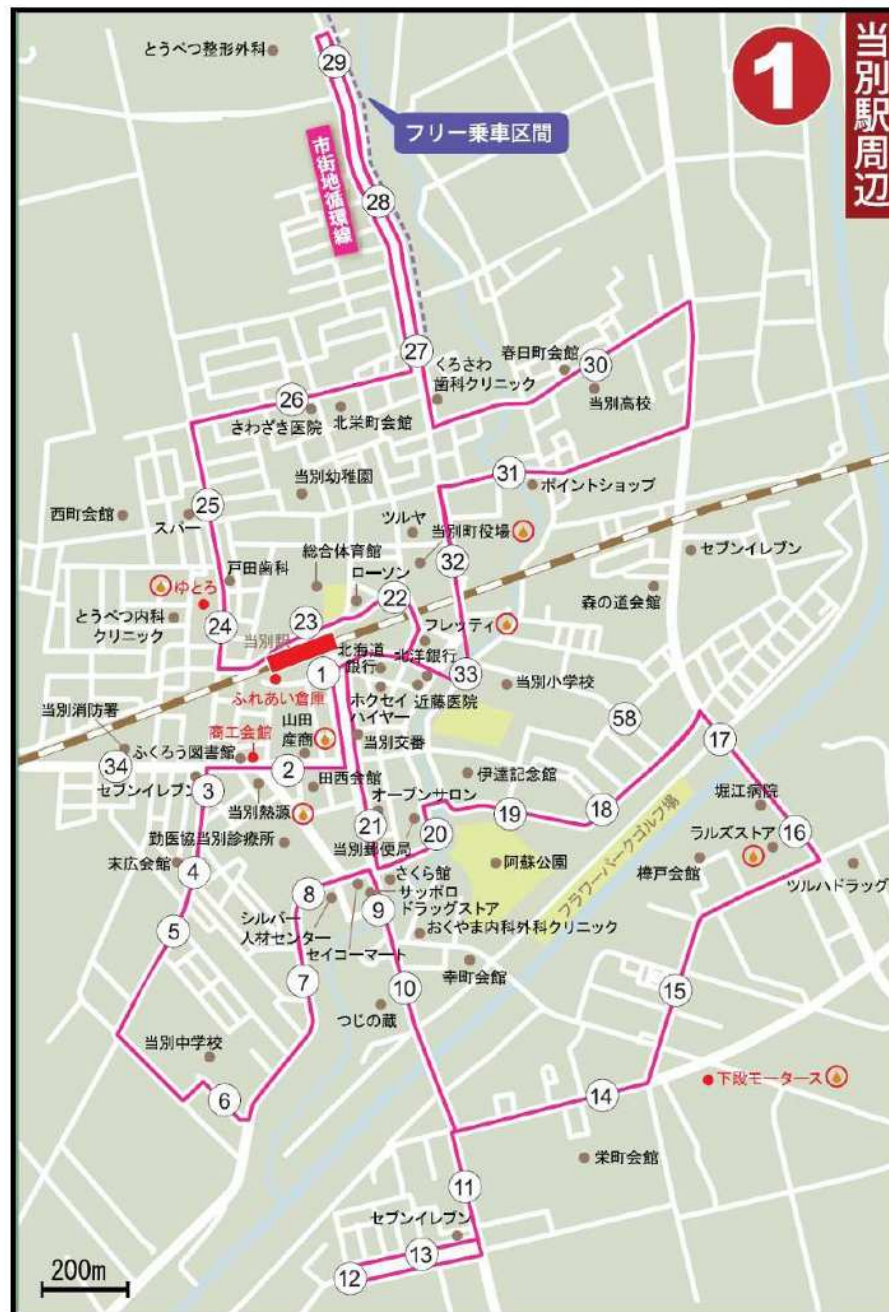 1
当別駅周辺
とうべつ整形外科
29
フリー乗車区間
市街地循環線
28
27
くろさわ
歯科クリニック
春日町会館
30
当別高校
26
さわざき医院
北栄町会館
31
ポイントショップ
当別幼稚園
25
西町会館
スパー
ツルヤ
当別町役場
32
セブンイレブン
総合体育館
ローソン
戸田歯科
ゆとろ
22
森の道会館
とうべつ内科
クリニック
23
24
フレッティ
当別駅
1
北海道
銀行
北洋銀行
33
当別小学校
ふれあい倉庫
ホクセイ
ハイヤー
近藤医院
当別消防署
商工会館
山田
産商
58
17
ふくろう図書館
当別交番
34
2
田西会館
伊達記念館
セブンイレブン
3
オープンサロン
19
18
堀江病院
当別熱源
21
20
フラワーパークゴルフ場
ラルズストア
16
勤医協当別診療所
当別郵便局
阿蘇公園
樺戸会館
ツルハドラッグ
末広会館
4
さくら館
8
9
サッポロ
ドラッグストア
シルバー
人材センター
おくやま内科外科クリニック
5
セイコーマート
幸町会館
7
10
15
つじの蔵
当別中学校
下段モータース
6
14
栄町会館
11
セブンイレブン
13
12
200m